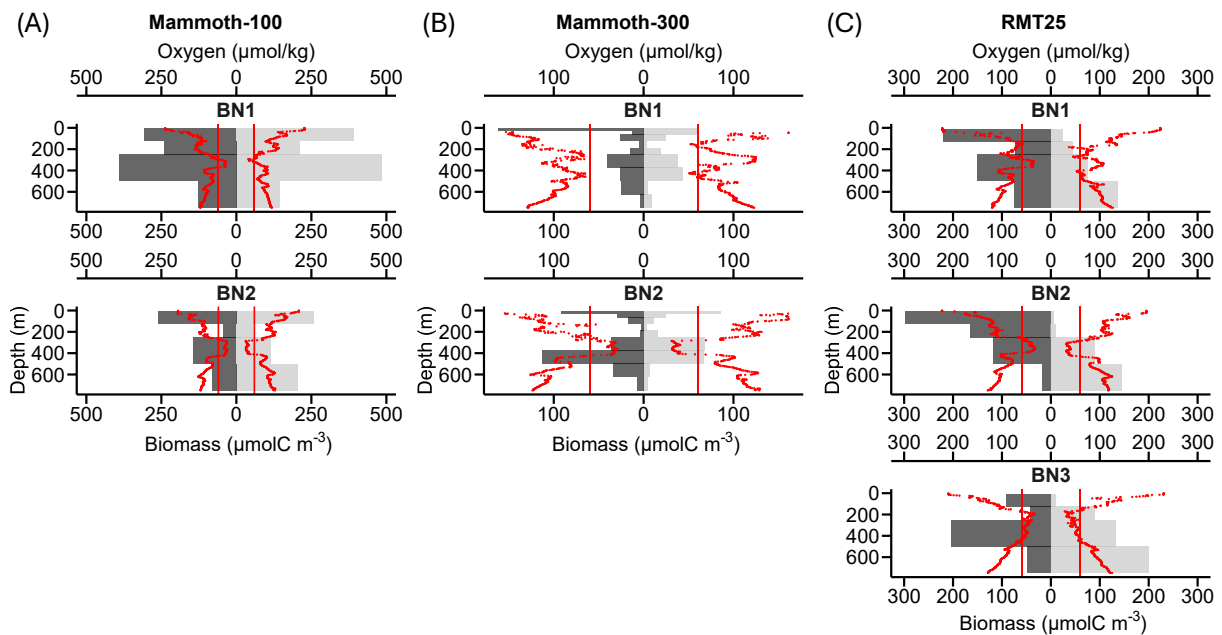 (A) Mammoth-100 (B) Mammoth-300 (C) RMT25
Oxygen (µmol/kg) Oxygen (µmol/kg) Oxygen (µmol/kg)
500 250 0 250 500 100 0 100 300 200 100 0 100 200 300
BN1 BN1 BN1
0 0 0
200 200 200
400 400 400
600 600 600
500 250 0 250 500 100 0 100 300 200 100 0 100 200 300
500 250 0 250 500 100 0 100 300 200 100 0 100 200 300
BN2 BN2 BN2
Depth (m) Depth (m) Depth (m)
0 0 0
200 200 200
400 400 400
600 600 600
500 250 0 250 500 100 0 100 300 200 100 0 100 200 300
Biomass (µmolC m⁻³) Biomass (µmolC m⁻³)
300 200 100 0 100 200 300
BN3
0
200
400
600
300 200 100 0 100 200 300
Biomass (µmolC m⁻³)